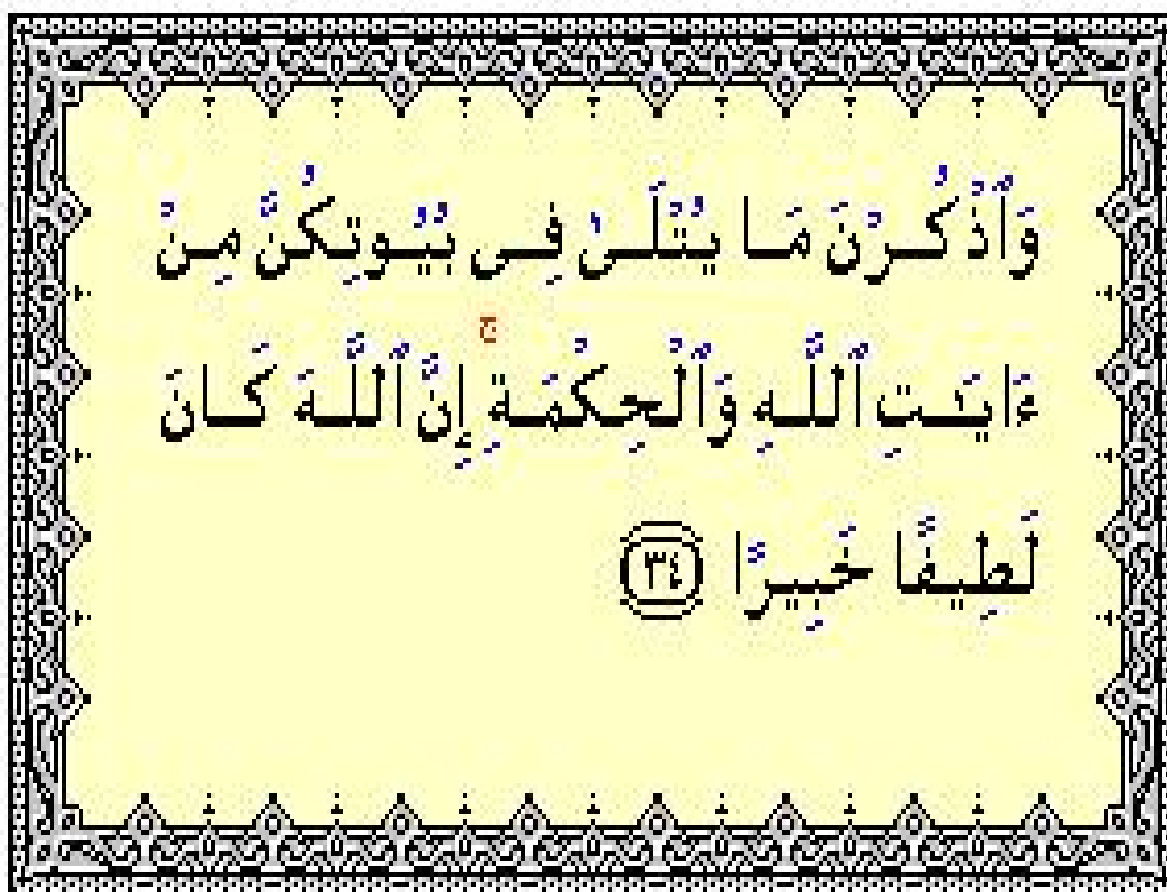 وَٱذْكُرْنَ مَا يُتْلَىٰ فِى بُيُوتِكُنَّ مِنْ
ءَايَـٰتِ ٱللَّهِ وَٱلْحِكْمَةِ ۚ إِنَّ ٱللَّهَ كَانَ
لَطِيفًا خَبِيرًا ٣٤